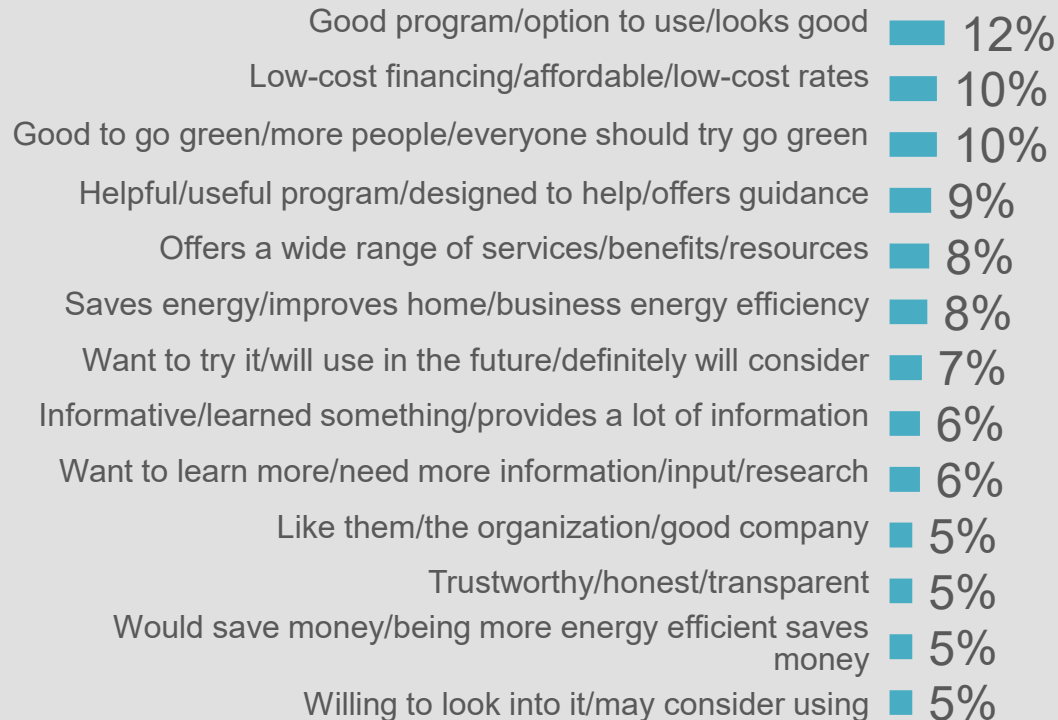 Good program/option to use/looks good 12%
Low-cost financing/affordable/low-cost rates 10%
Good to go green/more people/everyone should try go green 10%
Helpful/useful program/designed to help/offers guidance 9%
Offers a wide range of services/benefits/resources 8%
Saves energy/improves home/business energy efficiency 8%
Want to try it/will use in the future/definitely will consider 7%
Informative/learned something/provides a lot of information 6%
Want to learn more/need more information/input/research 6%
Like them/the organization/good company 5%
Trustworthy/honest/transparent 5%
Would save money/being more energy efficient saves
money 5%
Willing to look into it/may consider using 5%